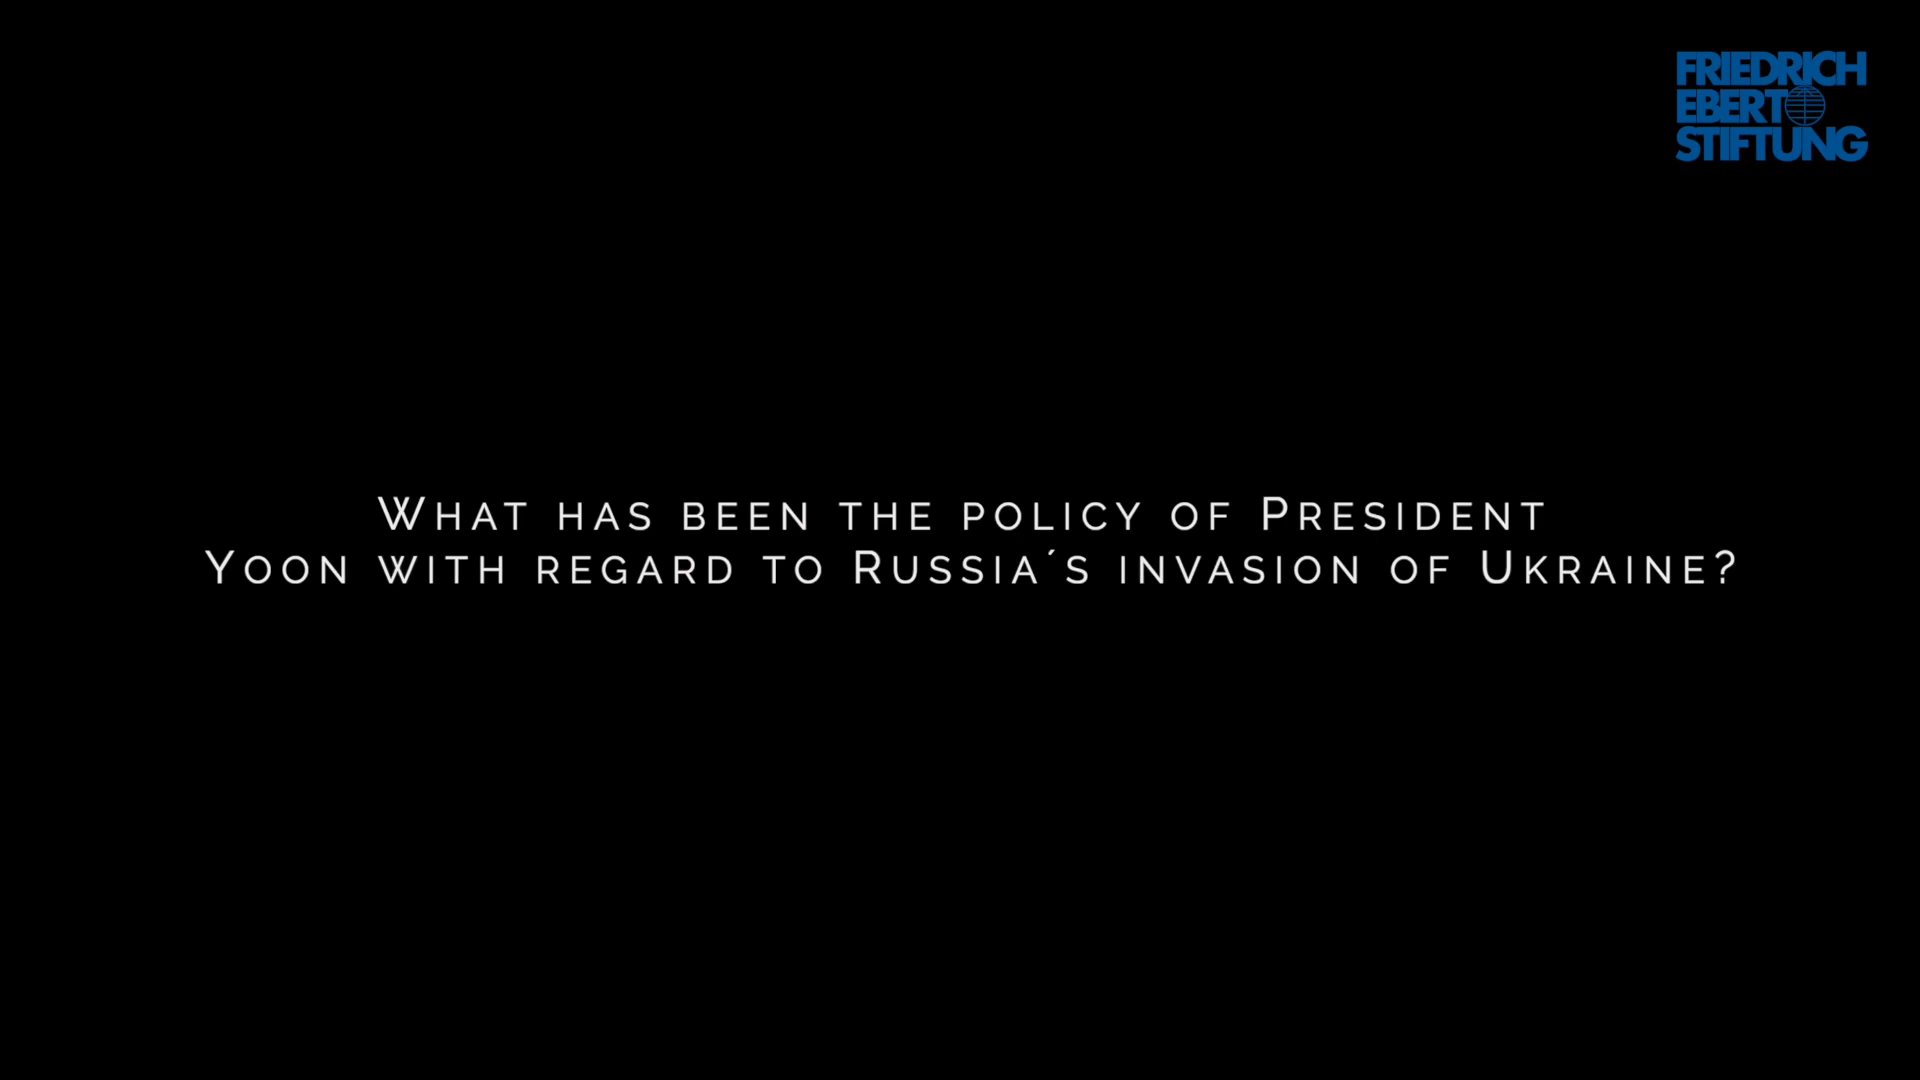 FRIEDRICH
EBERT
STIFTUNG
WHAT HAS BEEN THE POLICY OF PRESIDENT
YOON WITH REGARD TO RUSSIA´S INVASION OF UKRAINE?